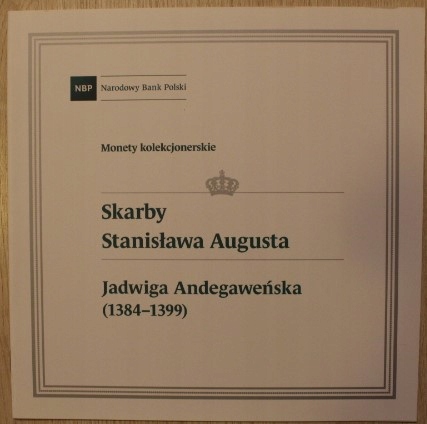 NBP Narodowy Bank Polski
Monety kolekcjonerskie
Skarby
Stanisława Augusta
Jadwiga Andegaweńska
(1384–1399)